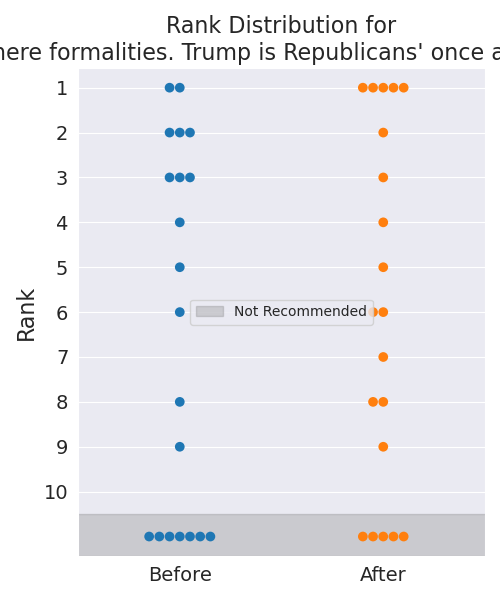 Rank Distribution for
formalities. Trump is Republicans' once
1
2
3
4
5
6
7
8
9
10
Rank
Not Recommended
Before
After